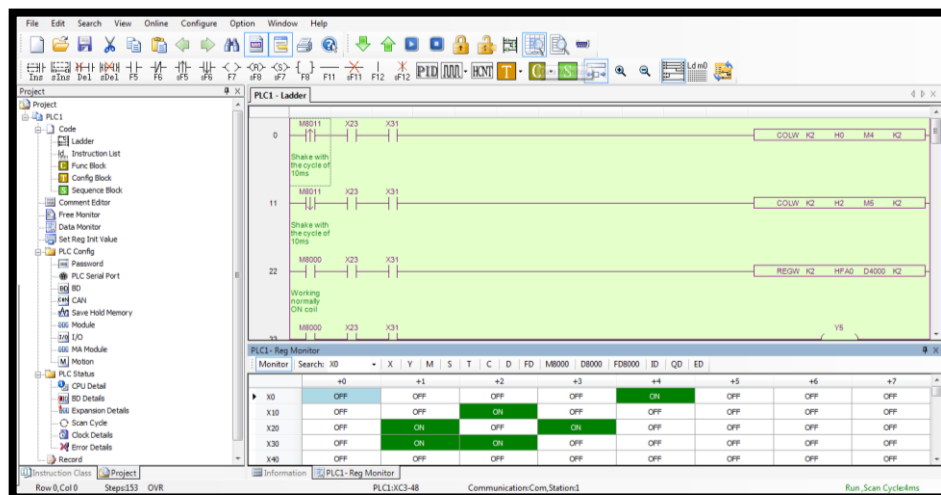 File Edit Search View Online Configure Option Window Help
Ins sIns Del sDel F5 F6 sF5 sF6 F7 sF8 sF7 F8 F11 sF11 F12 sF12 PID HCNT T C S Ld m0
Project
PLC1 - Ladder
Project
PLC1
Code
Ladder
Instruction List
Func Block
Config Block
Sequence Block
Comment Editor
Free Monitor
Data Monitor
Set Reg Init Value
PLC Config
Password
PLC Serial Port
BD
CAN
Save Hold Memory
Module
I/O
MA Module
Motion
PLC Status
CPU Detail
BD Details
Expansion Details
Scan Cycle
Clock Details
Error Details
Record
Instruction Class Project
0 M8011 X23 X31 COLW K2 H0 M4 K2
Shake with
the cycle of
10ms
11 M8011 X23 X31 COLW K2 H2 M5 K2
Shake with
the cycle of
10ms
22 M8000 X23 X31 REGW K2 HFA0 D4000 K2
Working
normally
ON coil
33 M8000 X23 X31 Y6
PLC1- Reg Monitor
Monitor Search: X0 X Y M S T C D FD M8000 D8000 FD8000 ID QD ED
+0 +1 +2 +3 +4 +5 +6 +7
X0 OFF OFF OFF OFF ON OFF OFF OFF
X10 OFF OFF ON OFF OFF OFF OFF OFF
X20 OFF ON OFF ON OFF OFF OFF OFF
X30 OFF ON ON OFF OFF OFF OFF OFF
X40 OFF OFF OFF OFF OFF OFF OFF OFF
Information PLC1- Reg Monitor
Row 0,Col 0 Steps:153 OVR PLC1:XC3-48 Communication:Com,Station:1 Run ,Scan Cycle:4ms